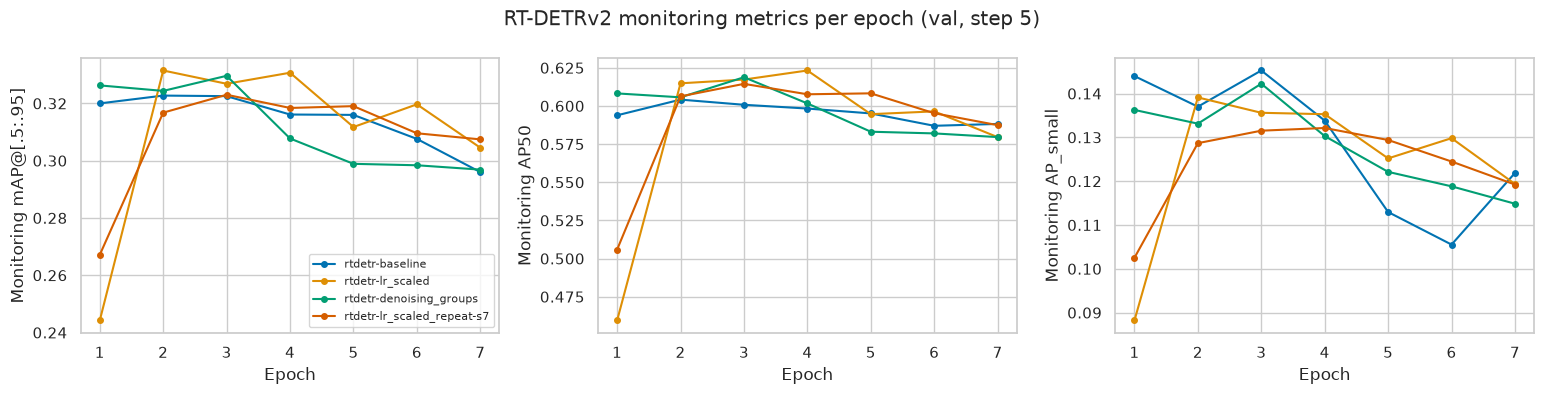 RT-DETRv2 monitoring metrics per epoch (val, step 5)
Monitoring mAP@[.5:.95]
0.32
0.30
0.28
0.26
0.24
rtdetr-baseline
rtdetr-lr_scaled
rtdetr-denoising_groups
rtdetr-lr_scaled_repeat-s7
1 2 3 4 5 6 7
Epoch
Monitoring AP50
0.625
0.600
0.575
0.550
0.525
0.500
0.475
1 2 3 4 5 6 7
Epoch
Monitoring AP_small
0.14
0.13
0.12
0.11
0.10
0.09
1 2 3 4 5 6 7
Epoch